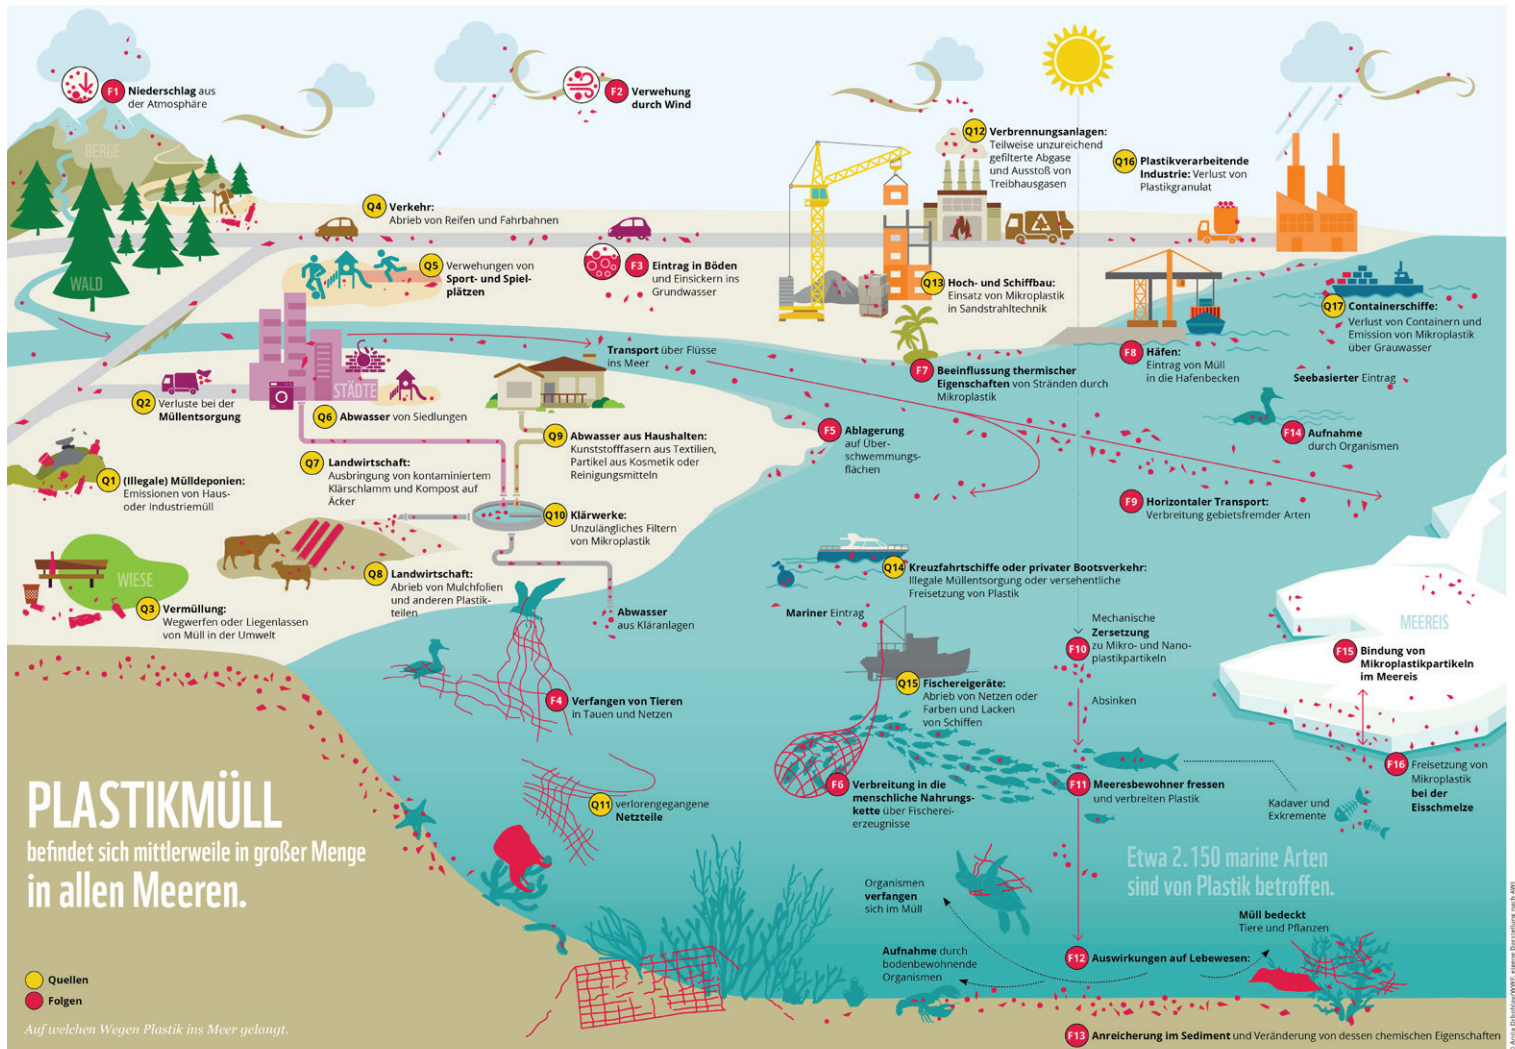 F1 Niederschlag aus
der Atmosphäre
F2 Verwehung
durch Wind
BERGE
WALD
Q4 Verkehr:
Abrieb von Reifen und Fahrbahnen
Q5 Verwehungen von
Sport- und Spiel-
plätzen
F3 Eintrag in Böden
und Einsickern ins
Grundwasser
Q12 Verbrennungsanlagen:
Teilweise unzureichend
gefilterte Abgase
und Ausstoß von
Treibhausgasen
Q16 Plastikverarbeitende
Industrie: Verlust von
Plastikgranulat
Q13 Hoch- und Schiffbau:
Einsatz von Mikroplastik
in Sandstrahltechnik
Q17 Containerschiffe:
Verlust von Containern und
Emission von Mikroplastik
über Grauwasser
Transport über Flüsse
ins Meer
F7 Beeinflussung thermischer
Eigenschaften von Stränden durch
Mikroplastik
F8 Häfen:
Eintrag von Müll
in die Hafenbecken
Seebasierter Eintrag
STÄDTE
Q2 Verluste bei der
Müllentsorgung
Q6 Abwasser von Siedlungen
Q9 Abwasser aus Haushalten:
Kunststofffasern aus Textilien,
Partikel aus Kosmetik oder
Reinigungsmitteln
F5 Ablagerung
auf Über-
schwemmungs-
flächen
F14 Aufnahme
durch Organismen
Q1 (Illegale) Mülldeponien:
Emissionen von Haus-
oder Industriemüll
Q7 Landwirtschaft:
Ausbringung von kontaminiertem
Klärschlamm und Kompost auf
Äcker
Q10 Klärwerke:
Unzulängliches Filtern
von Mikroplastik
F9 Horizontaler Transport:
Verbreitung gebietsfremder Arten
WIESE
Q3 Vermüllung:
Wegwerfen oder Liegenlassen
von Müll in der Umwelt
Q8 Landwirtschaft:
Abrieb von Mulchfolien
und anderen Plastik-
teilen
Abwasser
aus Kläranlagen
Q14 Kreuzfahrtschiffe oder privater Bootsverkehr:
Illegale Müllentsorgung oder versehentliche
Freisetzung von Plastik
Mariner Eintrag
Mechanische
Zersetzung
zu Mikro- und Nano-
plastikpartikeln
F10
MEEREIS
F15 Bindung von
Mikroplastikpartikeln
im Meereis
Q15 Fischereigeräte:
Abrieb von Netzen oder
Farben und Lacken
von Schiffen
Absinken
F4 Verfangen von Tieren
in Tauen und Netzen
F16 Freisetzung von
Mikroplastik
bei der
Eisschmelze
F6 Verbreitung in die
menschliche Nahrungs-
kette über Fischerei-
erzeugnisse
F11 Meeresbewohner fressen
und verbreiten Plastik
Kadaver und
Exkremente
Q11 verlorengegangene
Netzteile
PLASTIKMÜLL
befindet sich mittlerweile in großer Menge
in allen Meeren.
Etwa 2.150 marine Arten
sind von Plastik betroffen.
Organismen
verfangen
sich im Müll
Müll bedeckt
Tiere und Pflanzen
Aufnahme durch
bodenbewohnende
Organismen
F12 Auswirkungen auf Lebewesen:
Quellen
Folgen
Auf welchen Wegen Plastik ins Meer gelangt.
F13 Anreicherung im Sediment und Veränderung von dessen chemischen Eigenschaften
eigene Darstellung nach AWI